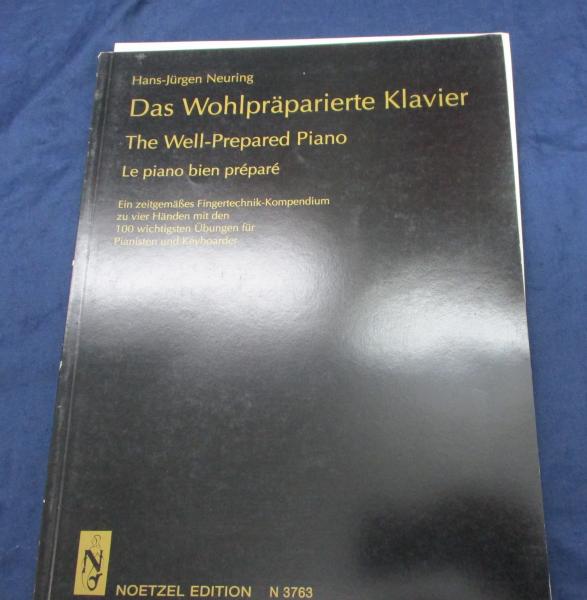 Hans-Jürgen Neuring
Das Wohlpräparierte Klavier
The Well-Prepared Piano
Le piano bien préparé
Ein zeitgemäßes Fingertechnik-Kompendium
zu vier Händen mit den
100 wichtigsten Übungen für
Pianisten und Keyboarder
N
NOETZEL EDITION N 3763